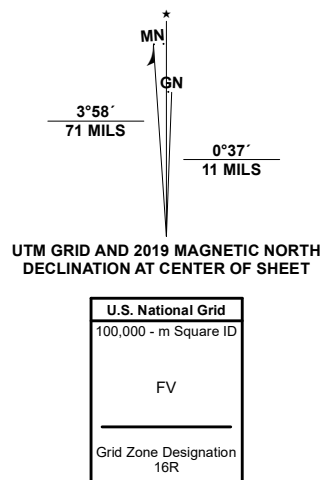 ★
MN
GN
3°58´
71 MILS
0°37´
11 MILS
UTM GRID AND 2019 MAGNETIC NORTH
DECLINATION AT CENTER OF SHEET
U.S. National Grid
100,000 - m Square ID
FV
Grid Zone Designation
16R